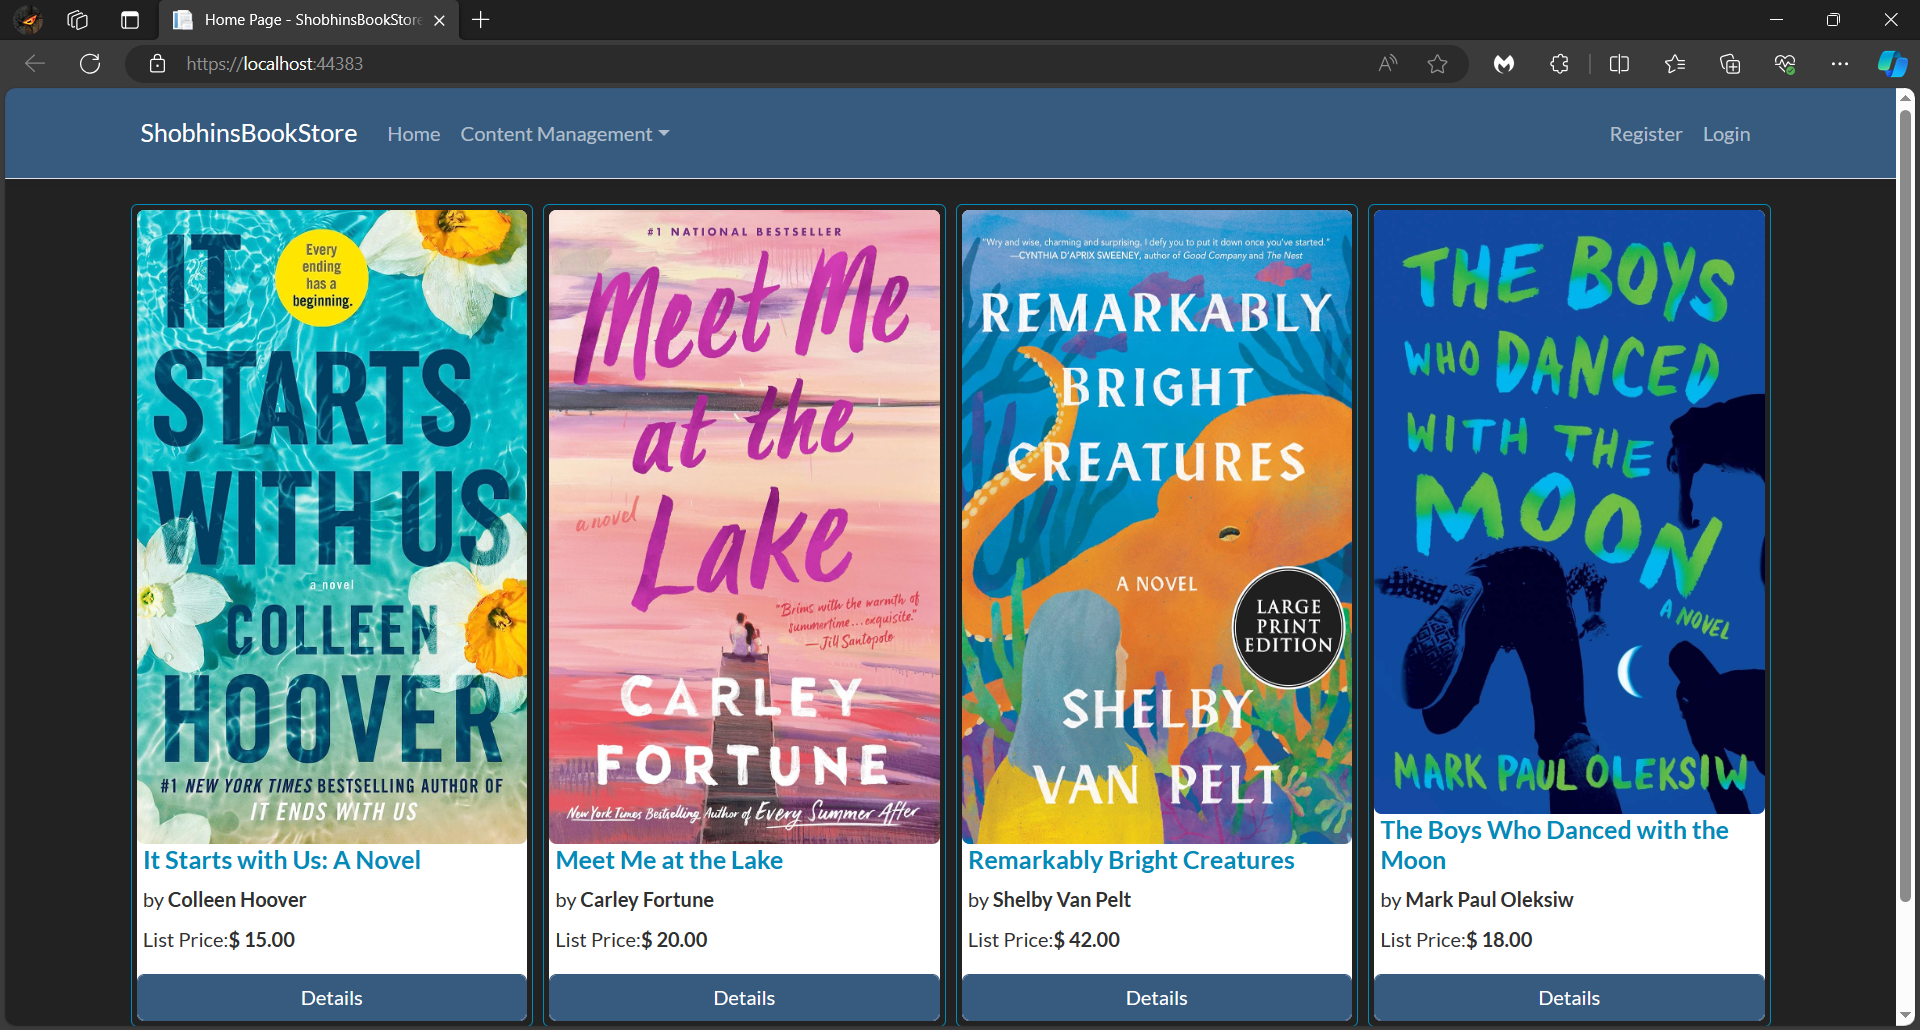 Home Page - ShobhinsBookStore
https://localhost:44383
ShobhinsBookStore Home Content Management Register Login
IT
STARTS
WITH US
Every
ending
has a
beginning.
a novel
COLLEEN
HOOVER
#1 NEW YORK TIMES BESTSELLING AUTHOR OF
IT ENDS WITH US
It Starts with Us: A Novel
by Colleen Hoover
List Price:$ 15.00
Details
#1 NATIONAL BESTSELLER
Meet Me
at the
Lake
a novel
"Brims with the warmth of
summertime...exquisite."
—Jill Santopolo
CARLEY
FORTUNE
New York Times Bestselling Author of Every Summer After
Meet Me at the Lake
by Carley Fortune
List Price:$ 20.00
Details
"Wry and wise, charming and surprising. I defy you to put it down once you've started."
—CYNTHIA D'APRIX SWEENEY, author of Good Company and The Nest
REMARKABLY
BRIGHT
CREATURES
A NOVEL
LARGE
PRINT
EDITION
SHELBY
VAN PELT
Remarkably Bright Creatures
by Shelby Van Pelt
List Price:$ 42.00
Details
THE BOYS
WHO DANCED
WITH THE
MOON
A NOVEL
MARK PAUL OLEKSIW
The Boys Who Danced with the
Moon
by Mark Paul Oleksiw
List Price:$ 18.00
Details